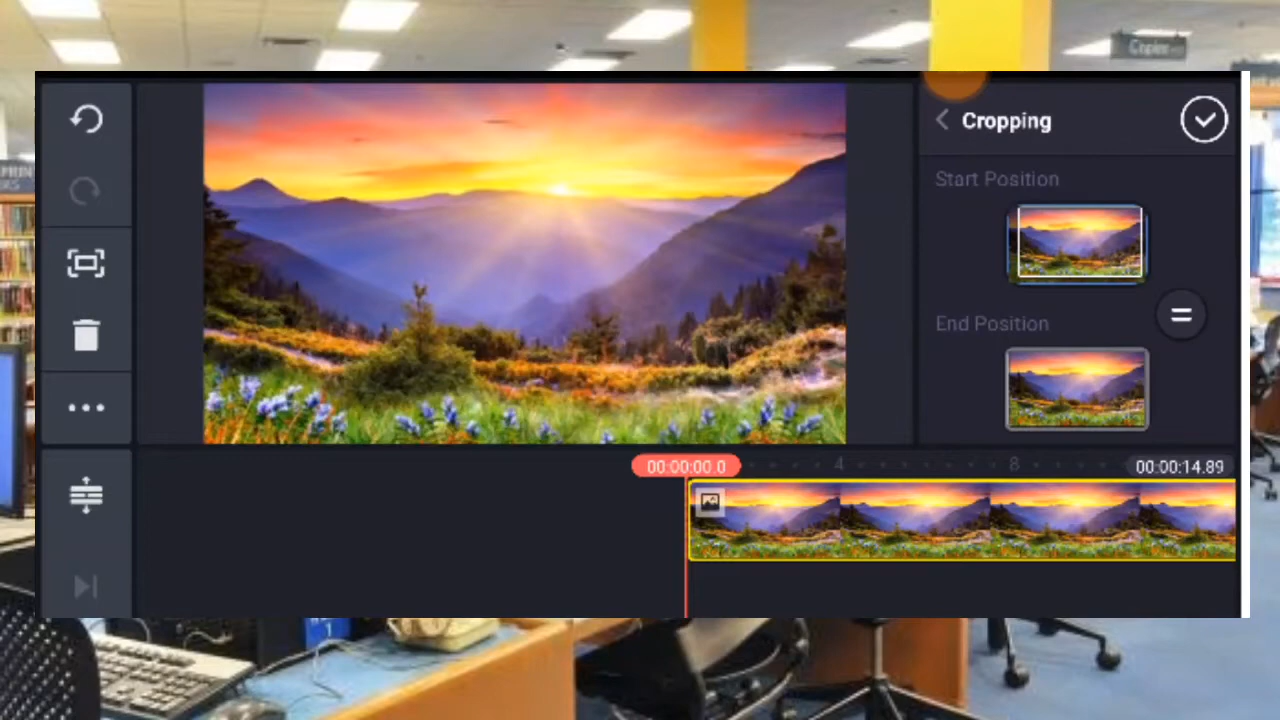 Copier
Cropping
Start Position
End Position
00:00:00.0
4
8
00:00:14.89